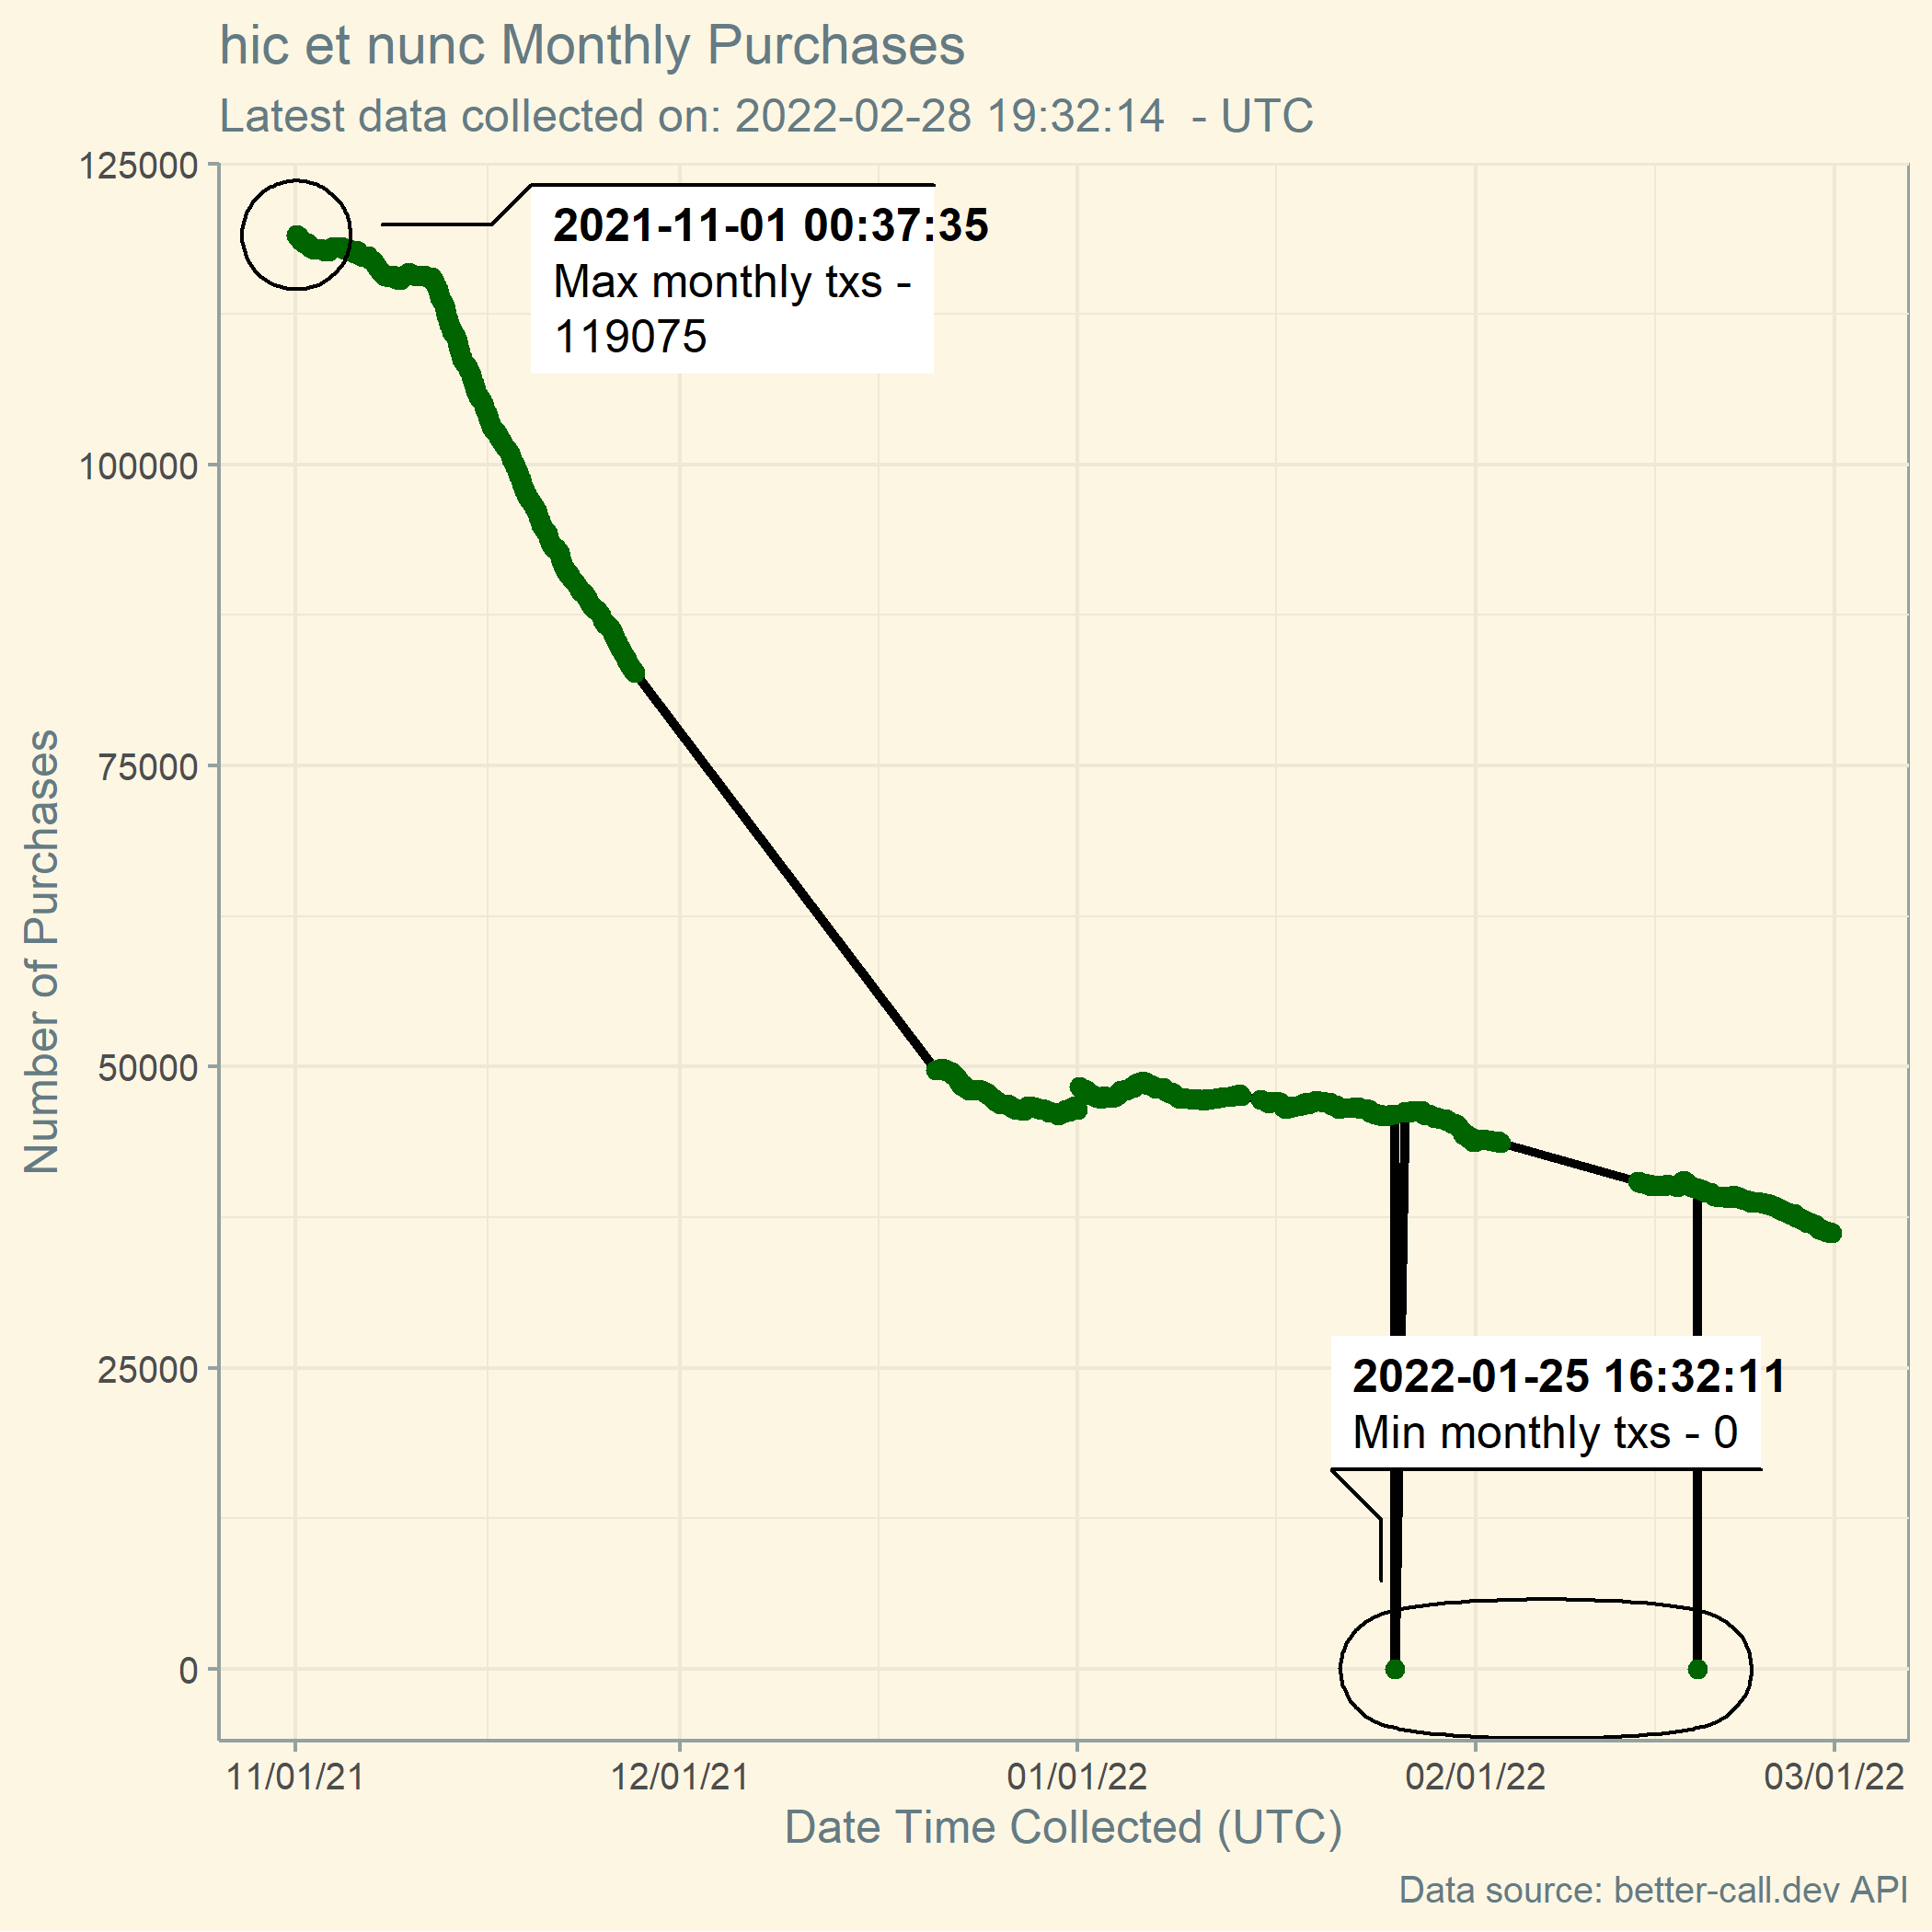 hic et nunc Monthly Purchases
Latest data collected on: 2022-02-28 19:32:14  - UTC
125000
100000
75000
50000
25000
0
Number of Purchases
2021-11-01 00:37:35
Max monthly txs -
119075
2022-01-25 16:32:11
Min monthly txs - 0
11/01/21
12/01/21
01/01/22
02/01/22
03/01/22
Date Time Collected (UTC)
Data source: better-call.dev API